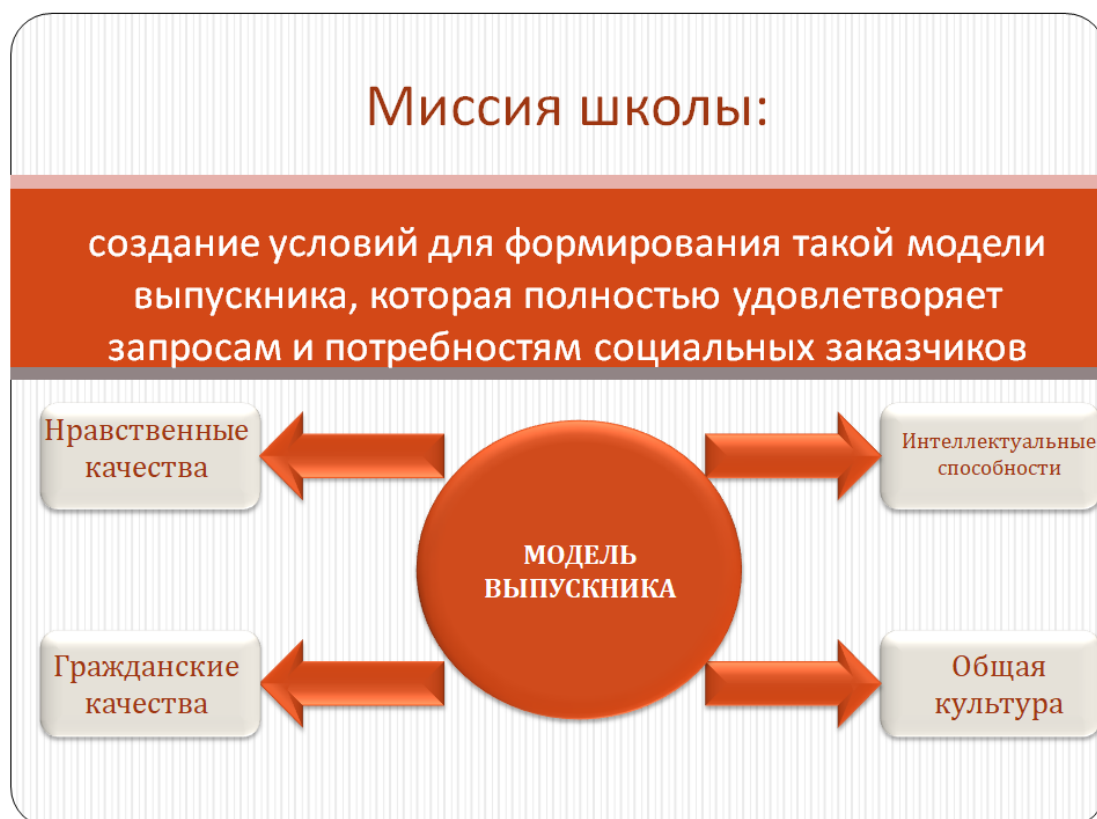 Миссия школы:
создание условий для формирования такой модели
выпускника, которая полностью удовлетворяет
запросам и потребностям социальных заказчиков
Нравственные
качества
Интеллектуальные
способности
МОДЕЛЬ
ВЫПУСКНИКА
Гражданские
качества
Общая
культура